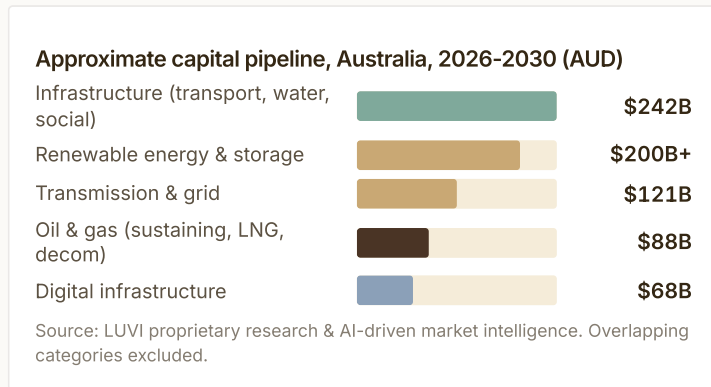 Approximate capital pipeline, Australia, 2026-2030 (AUD)
Infrastructure (transport, water,
social)
$242B
Renewable energy & storage
$200B+
Transmission & grid
$121B
Oil & gas (sustaining, LNG,
decom)
$88B
Digital infrastructure
$68B
Source: LUVI proprietary research & AI-driven market intelligence. Overlapping
categories excluded.